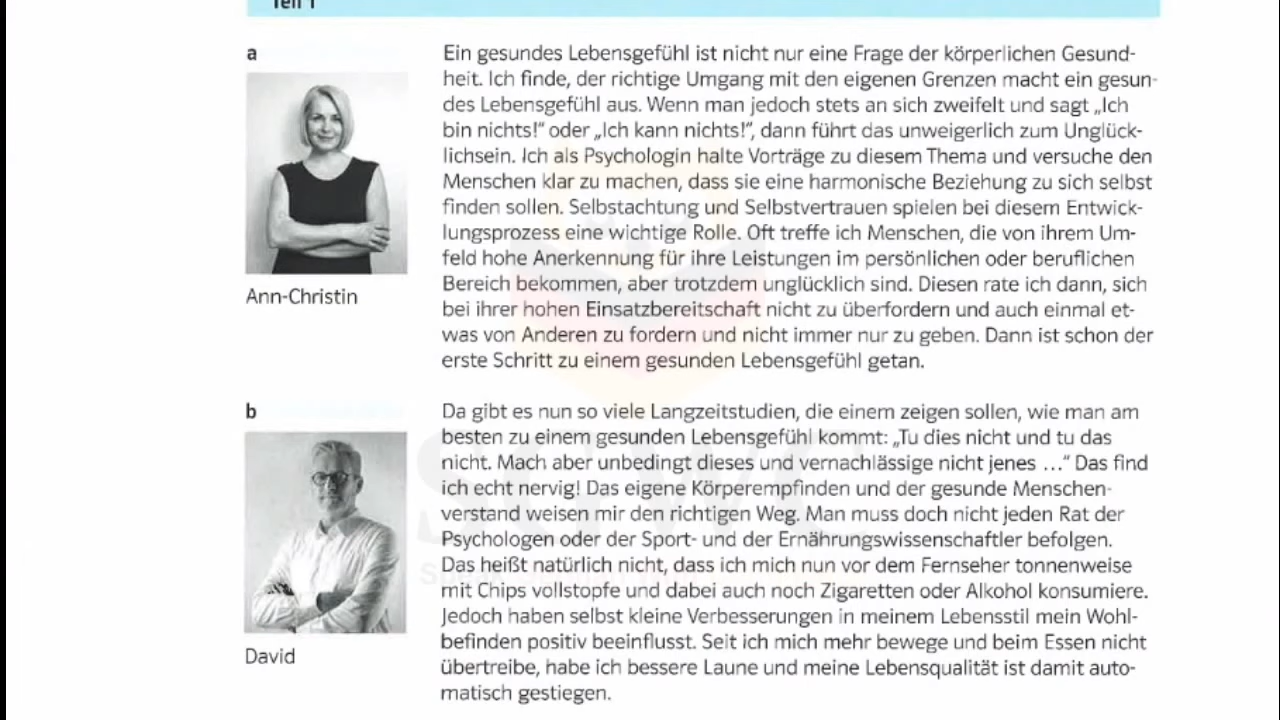 Teil 1
a
Ein gesundes Lebensgefühl ist nicht nur eine Frage der körperlichen Gesund-
heit. Ich finde, der richtige Umgang mit den eigenen Grenzen macht ein gesun-
des Lebensgefühl aus. Wenn man jedoch stets an sich zweifelt und sagt „Ich
bin nichts!“ oder „Ich kann nichts!“, dann führt das unweigerlich zum Unglück-
lichsein. Ich als Psychologin halte Vorträge zu diesem Thema und versuche den
Menschen klar zu machen, dass sie eine harmonische Beziehung zu sich selbst
finden sollen. Selbstachtung und Selbstvertrauen spielen bei diesem Entwick-
lungsprozess eine wichtige Rolle. Oft treffe ich Menschen, die von ihrem Um-
feld hohe Anerkennung für ihre Leistungen im persönlichen oder beruflichen
Bereich bekommen, aber trotzdem unglücklich sind. Diesen rate ich dann, sich
bei ihrer hohen Einsatzbereitschaft nicht zu überfordern und auch einmal et-
was von Anderen zu fordern und nicht immer nur zu geben. Dann ist schon der
erste Schritt zu einem gesunden Lebensgefühl getan.
Ann-Christin
b
Da gibt es nun so viele Langzeitstudien, die einem zeigen sollen, wie man am
besten zu einem gesunden Lebensgefühl kommt: „Tu dies nicht und tu das
nicht. Mach aber unbedingt dieses und vernachlässige nicht jenes ...“ Das find
ich echt nervig! Das eigene Körperempfinden und der gesunde Menschen-
verstand weisen mir den richtigen Weg. Man muss doch nicht jeden Rat der
Psychologen oder der Sport- und der Ernährungswissenschaftler befolgen.
Das heißt natürlich nicht, dass ich mich nun vor dem Fernseher tonnenweise
mit Chips vollstopfe und dabei auch noch Zigaretten oder Alkohol konsumiere.
Jedoch haben selbst kleine Verbesserungen in meinem Lebensstil mein Wohl-
befinden positiv beeinflusst. Seit ich mich mehr bewege und beim Essen nicht
übertreibe, habe ich bessere Laune und meine Lebensqualität ist damit auto-
matisch gestiegen.
David